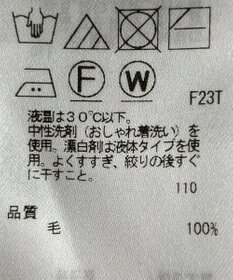 F
W
F23T
液温は30℃以下。
中性洗剤(おしゃれ着洗い)を
使用。漂白剤は液体タイプを使
用。よくすすぎ、絞りの後すぐ
に干すこと。
110
品質
毛 100%